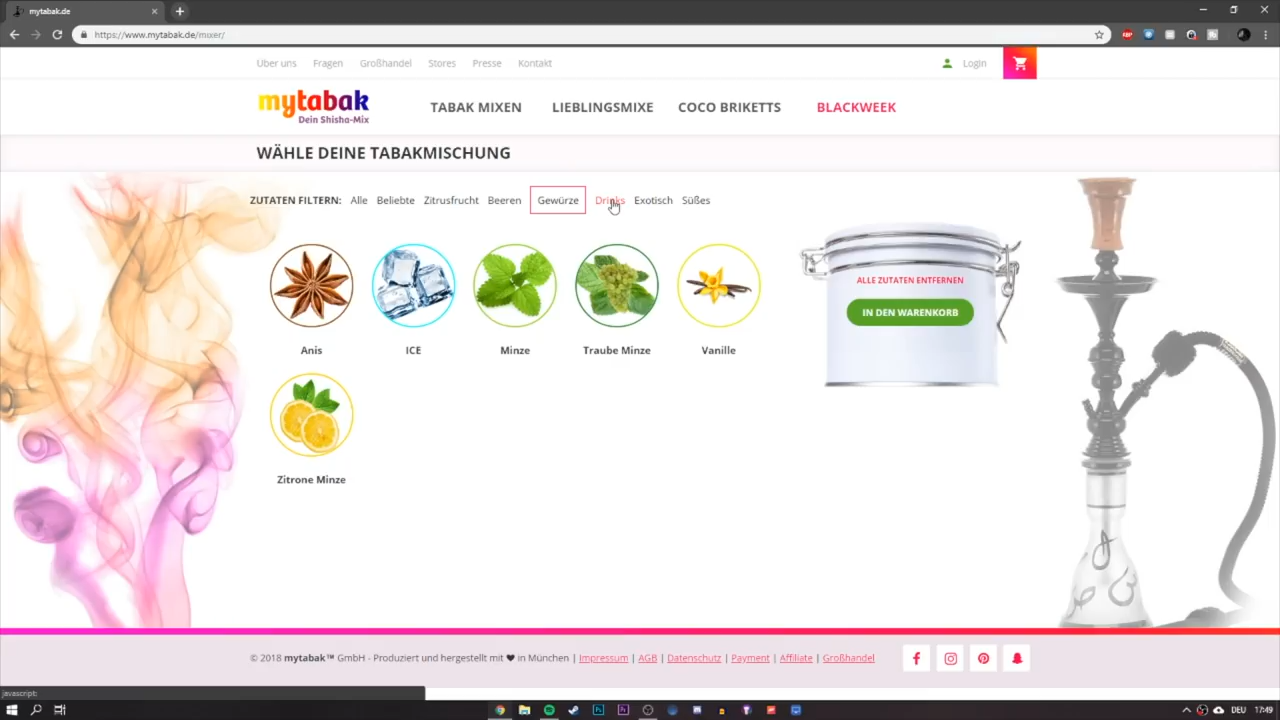 mytabak.de
https://www.mytabak.de/mixer/
ABP
Über uns Fragen Großhandel Stores Presse Kontakt
Login
mytabak
Dein Shisha-Mix
TABAK MIXEN LIEBLINGSMIXE COCO BRIKETTS BLACKWEEK
WÄHLE DEINE TABAKMISCHUNG
ZUTATEN FILTERN: Alle Beliebte Zitrusfrucht Beeren Gewürze Drinks Exotisch Süßes
ALLE ZUTATEN ENTFERNEN
IN DEN WARENKORB
Anis ICE Minze Traube Minze Vanille
Zitrone Minze
© 2018 mytabak™ GmbH - Produziert und hergestellt mit ♥ in München | Impressum | AGB | Datenschutz | Payment | Affiliate | Großhandel
javascript:
DEU 17:49